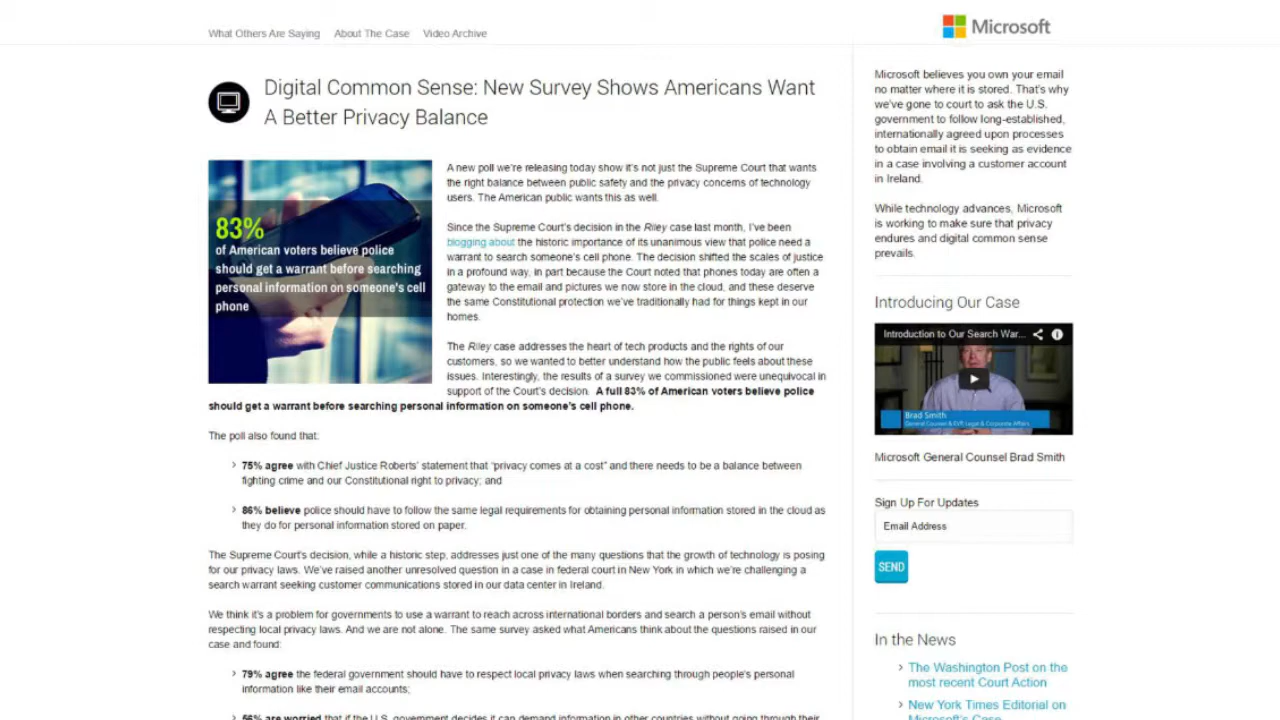 What Others Are Saying About The Case Video Archive
Microsoft
Digital Common Sense: New Survey Shows Americans Want
A Better Privacy Balance
83%
of American voters believe police
should get a warrant before searching
personal information on someone's cell
phone
A new poll we're releasing today show it's not just the Supreme Court that wants
the right balance between public safety and the privacy concerns of technology
users. The American public wants this as well.
Since the Supreme Court's decision in the Riley case last month, I've been
blogging about the historic importance of its unanimous view that police need a
warrant to search someone's cell phone. The decision shifted the scales of justice
in a profound way, in part because the Court noted that phones today are often a
gateway to the email and pictures we now store in the cloud, and these deserve
the same Constitutional protection we've traditionally had for things kept in our
homes.
The Riley case addresses the heart of tech products and the rights of our
customers, so we wanted to better understand how the public feels about these
issues. Interestingly, the results of a survey we commissioned were unequivocal in
support of the Court's decision. A full 83% of American voters believe police
should get a warrant before searching personal information on someone's cell phone.
The poll also found that:
75% agree with Chief Justice Roberts' statement that "privacy comes at a cost" and there needs to be a balance between
fighting crime and our Constitutional right to privacy; and
86% believe police should have to follow the same legal requirements for obtaining personal information stored in the cloud as
they do for personal information stored on paper.
The Supreme Court's decision, while a historic step, addresses just one of the many questions that the growth of technology is posing
for our privacy laws. We've raised another unresolved question in a case in federal court in New York in which we're challenging a
search warrant seeking customer communications stored in our data center in Ireland.
We think it's a problem for governments to use a warrant to reach across international borders and search a person's email without
respecting local privacy laws. And we are not alone. The same survey asked what Americans think about the questions raised in our
case and found:
79% agree the federal government should have to respect local privacy laws when searching through people's personal
information like their email accounts;
56% are worried that if the U.S. government decides it can demand information in other countries without going through their
Microsoft believes you own your email
no matter where it is stored. That's why
we've gone to court to ask the U.S.
government to follow long-established,
internationally agreed upon processes
to obtain email it is seeking as evidence
in a case involving a customer account
in Ireland.
While technology advances, Microsoft
is working to make sure that privacy
endures and digital common sense
prevails.
Introducing Our Case
Introduction to Our Search War...
Brad Smith
General Counsel & EVP, Legal & Corporate Affairs
Microsoft General Counsel Brad Smith
Sign Up For Updates
Email Address
SEND
In the News
The Washington Post on the
most recent Court Action
New York Times Editorial on
Microsoft's Case